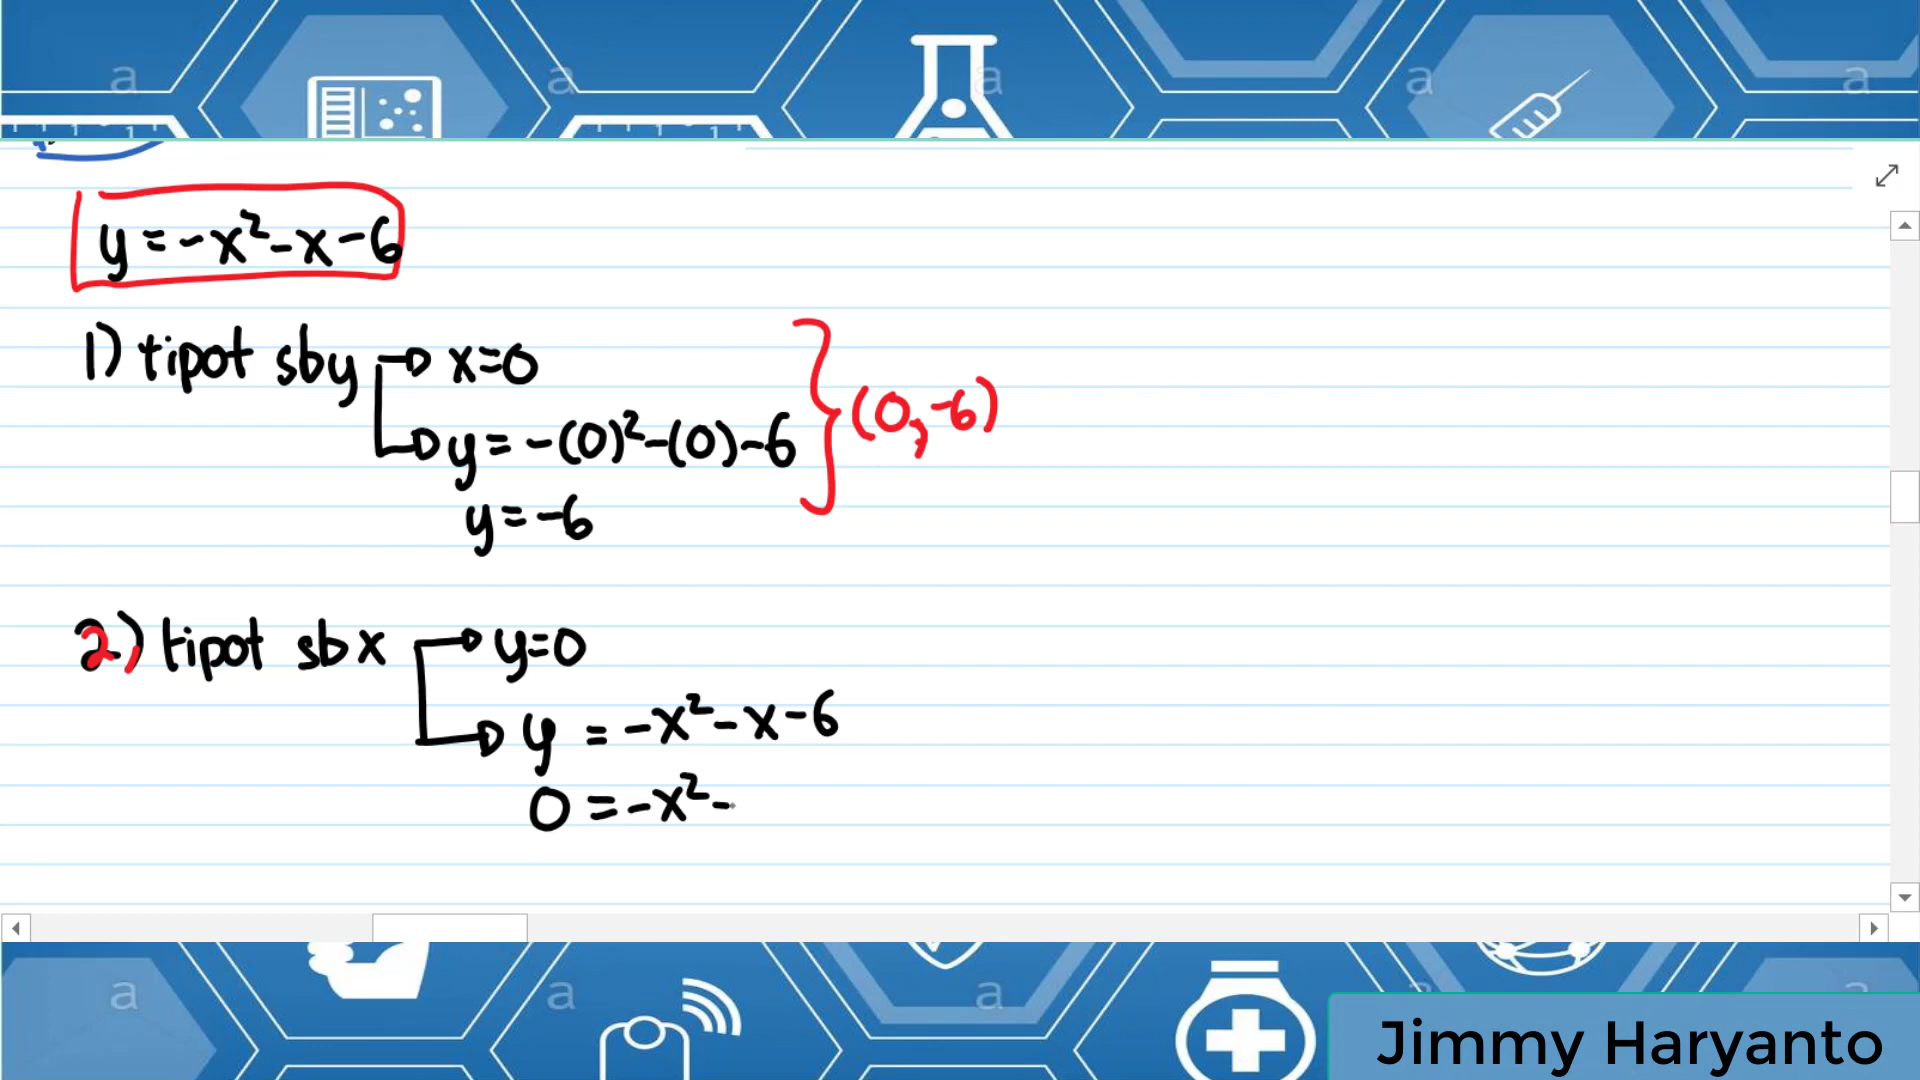 a a a a a
y = -x² - x - 6
1) tipot sby → x=0
y = -(0)² - (0) - 6
y = -6
(0, -6)
2) tipot sbx → y=0
y = -x² - x - 6
0 = -x² -
a a a
Jimmy Haryanto